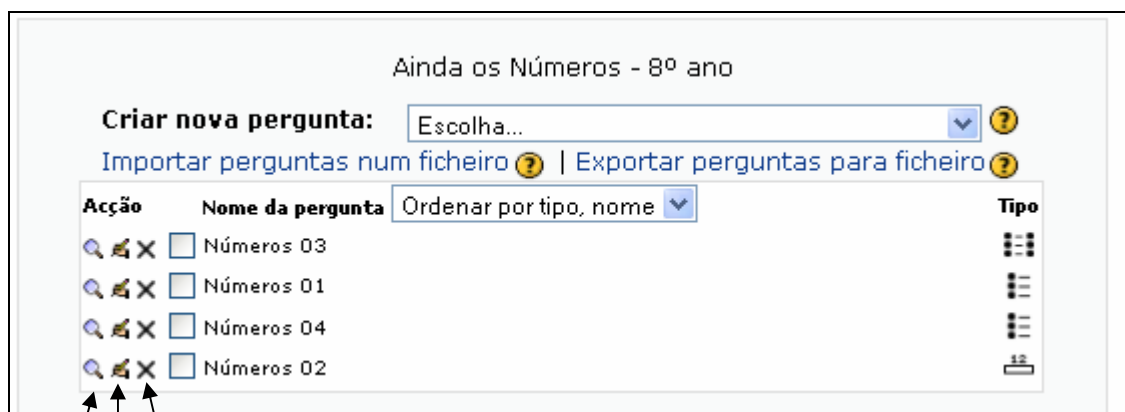 Ainda os Números - 8º ano
Criar nova pergunta: Escolha... ?
Importar perguntas num ficheiro ? | Exportar perguntas para ficheiro ?
Acção Nome da pergunta Ordenar por tipo, nome Tipo
Números 03
Números 01
Números 04
Números 02 12